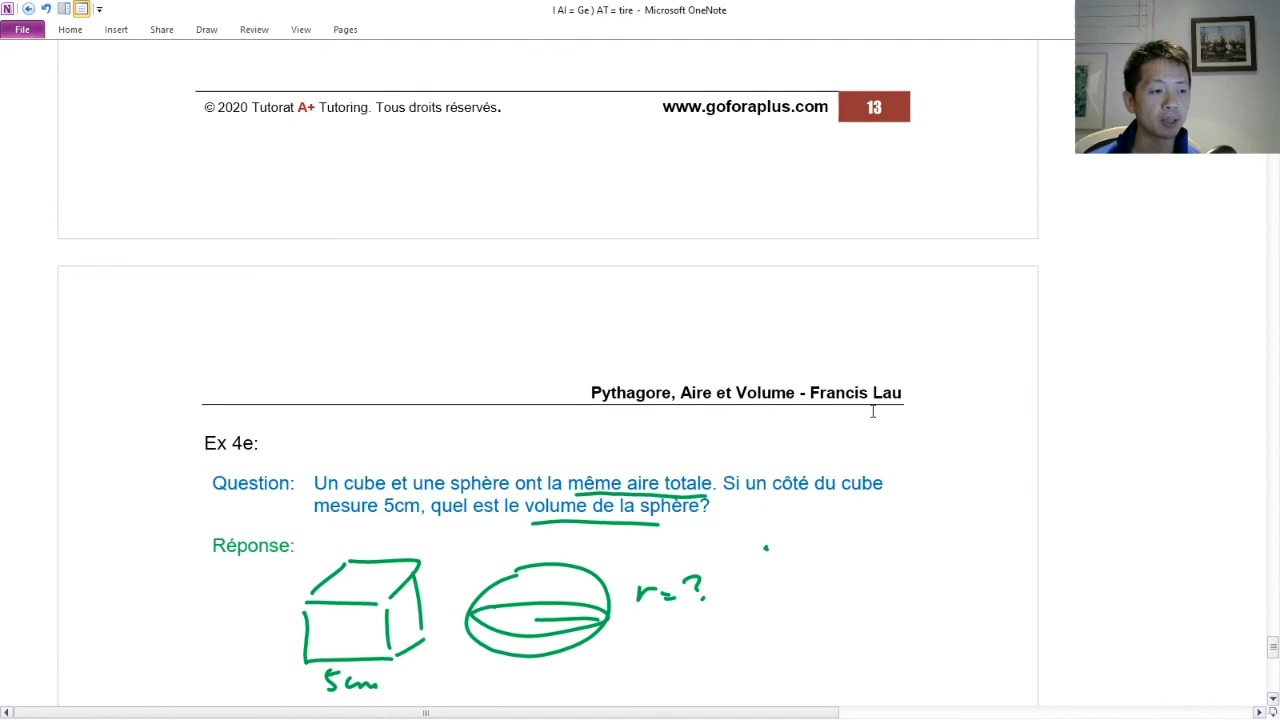 I AI = Ge ) AT = tire - Microsoft OneNote
File Home Insert Share Draw Review View Pages
© 2020 Tutorat A+ Tutoring. Tous droits réservés. www.goforaplus.com 13
Pythagore, Aire et Volume - Francis Lau
Ex 4e:
Question: Un cube et une sphère ont la même aire totale. Si un côté du cube
mesure 5cm, quel est le volume de la sphère?
Réponse:
r = ?
5cm